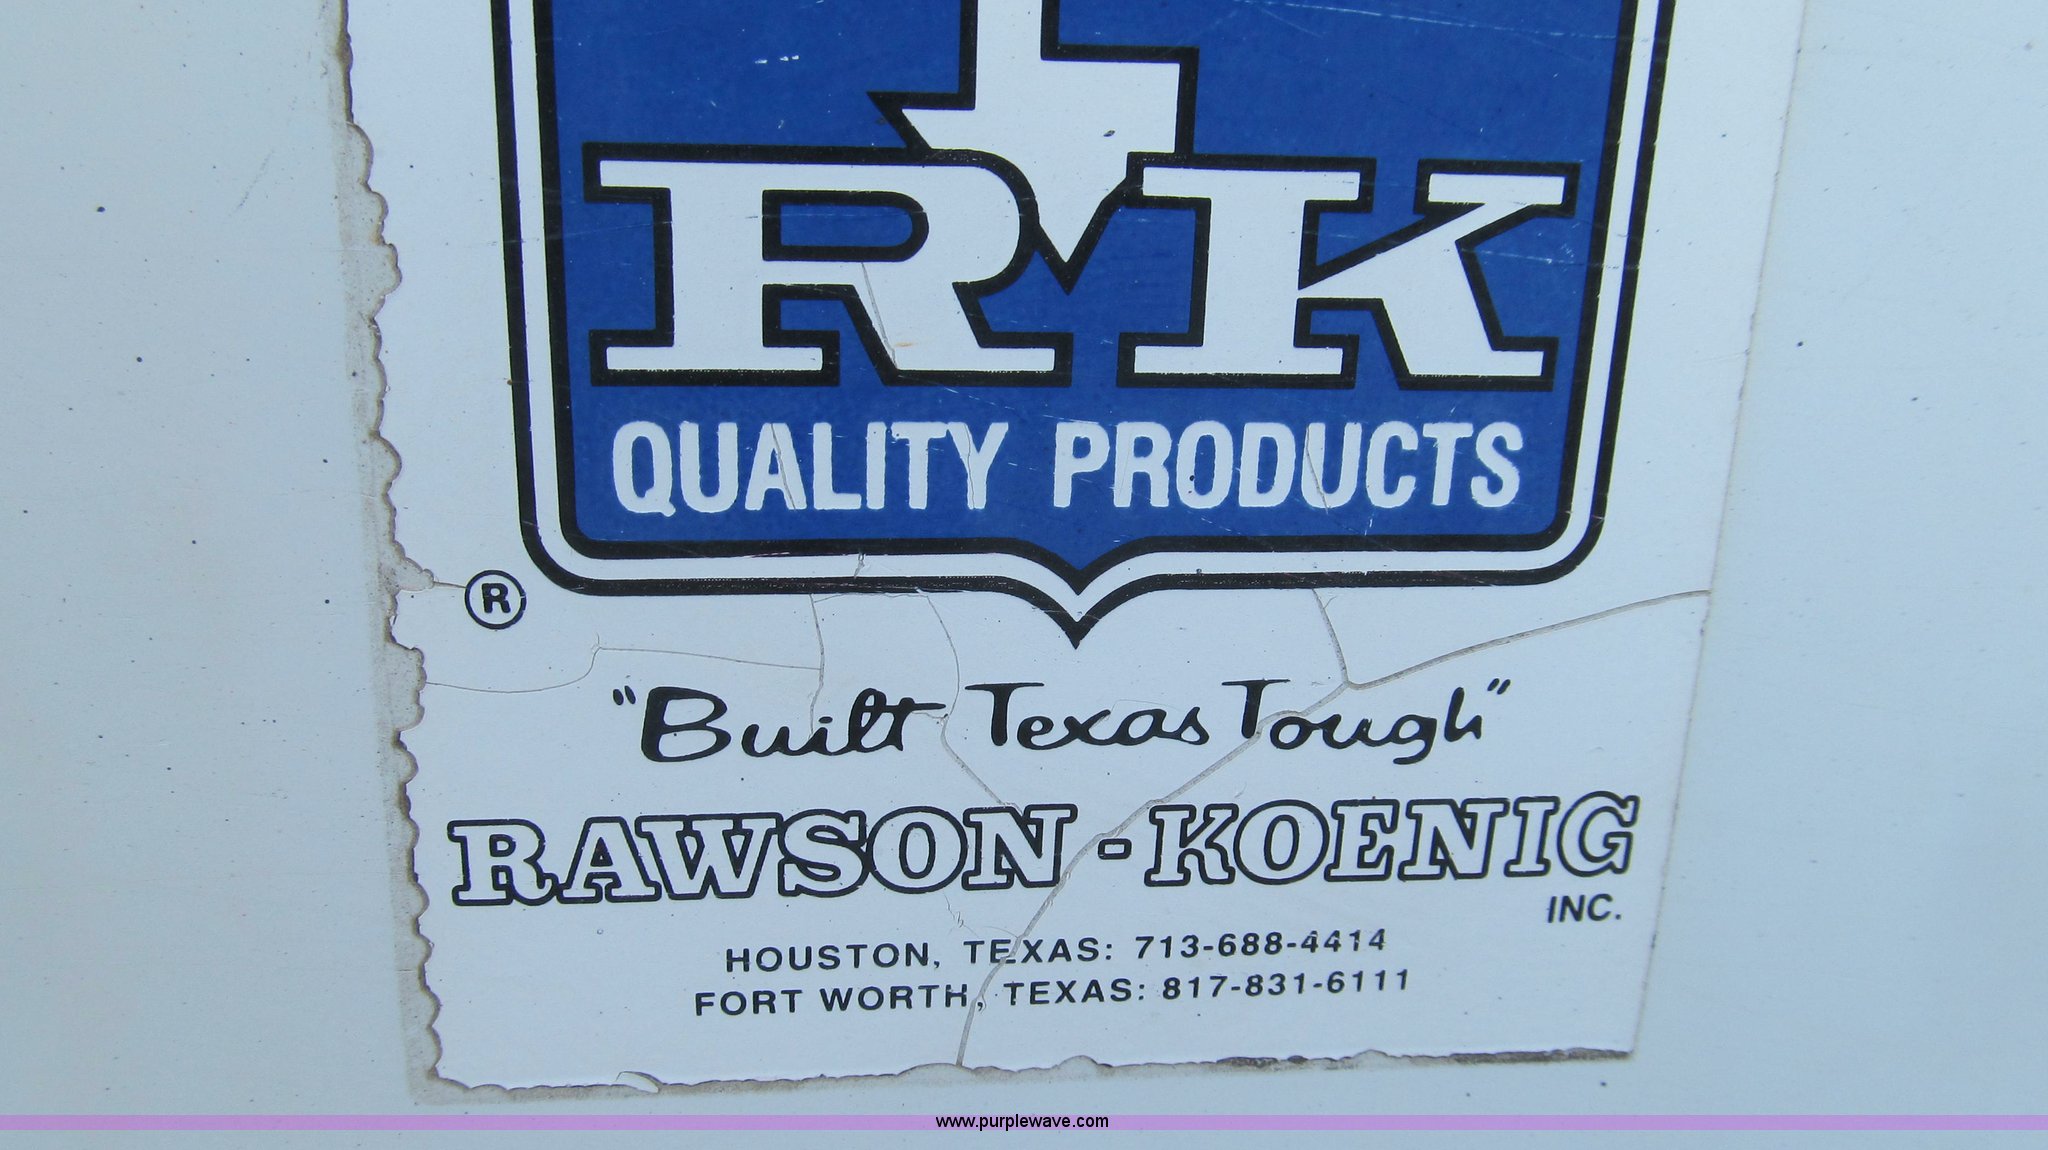 RK
QUALITY PRODUCTS
®
"Built Texas Tough"
RAWSON-KOENIG
INC.
HOUSTON, TEXAS: 713-688-4414
FORT WORTH, TEXAS: 817-831-6111
www.purplewave.com